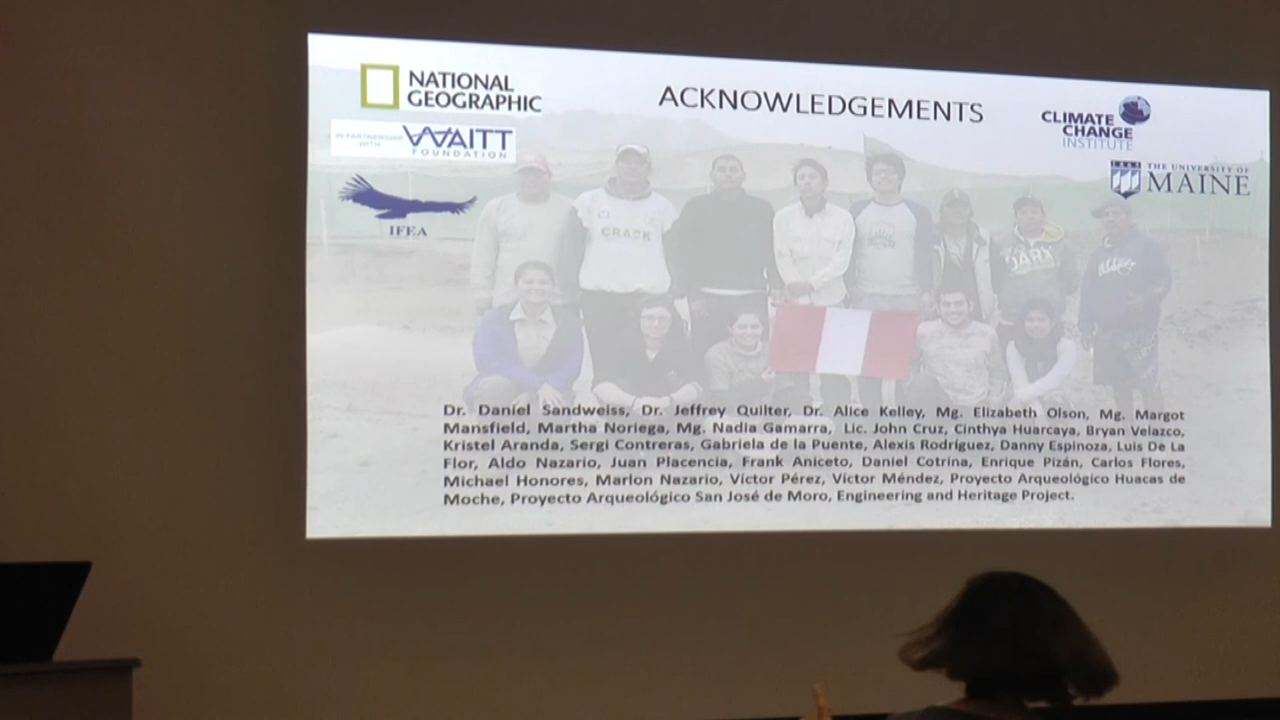 NATIONAL
GEOGRAPHIC
IN PARTNERSHIP
WITH
WAITT
FOUNDATION
IFEA
ACKNOWLEDGEMENTS
CLIMATE
CHANGE
INSTITUTE
1865
THE UNIVERSITY OF
MAINE
CRACK
Dr. Daniel Sandweiss, Dr. Jeffrey Quilter, Dr. Alice Kelley, Mg. Elizabeth Olson, Mg. Margot
Mansfield, Martha Noriega, Mg. Nadia Gamarra, Lic. John Cruz, Cinthya Huarcaya, Bryan Velazco,
Kristel Aranda, Sergi Contreras, Gabriela de la Puente, Alexis Rodríguez, Danny Espinoza, Luis De La
Flor, Aldo Nazario, Juan Placencia, Frank Aniceto, Daniel Cotrina, Enrique Pizán, Carlos Flores,
Michael Honores, Marlon Nazario, Víctor Pérez, Víctor Méndez, Proyecto Arqueológico Huacas de
Moche, Proyecto Arqueológico San José de Moro, Engineering and Heritage Project.